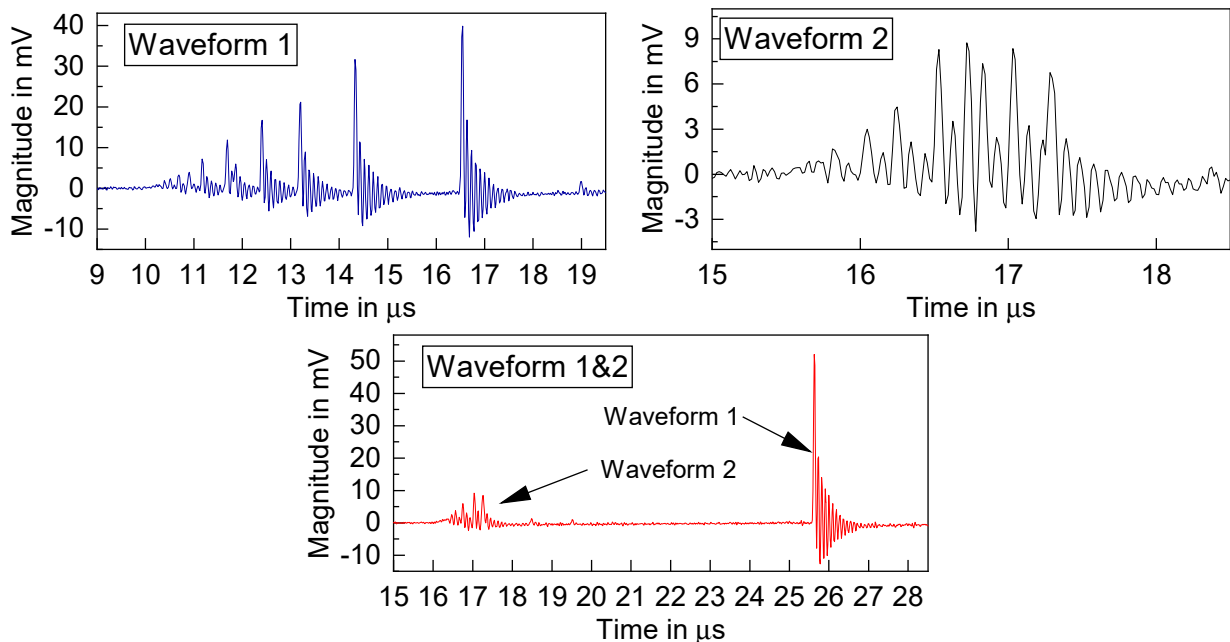 Waveform 1
Magnitude in mV
40
30
20
10
0
-10
9 10 11 12 13 14 15 16 17 18 19
Time in μs
Waveform 2
Magnitude in mV
9
6
3
0
-3
15 16 17 18
Time in μs
Waveform 1&2
Magnitude in mV
50
40
30
20
10
0
-10
Waveform 1
Waveform 2
15 16 17 18 19 20 21 22 23 24 25 26 27 28
Time in μs